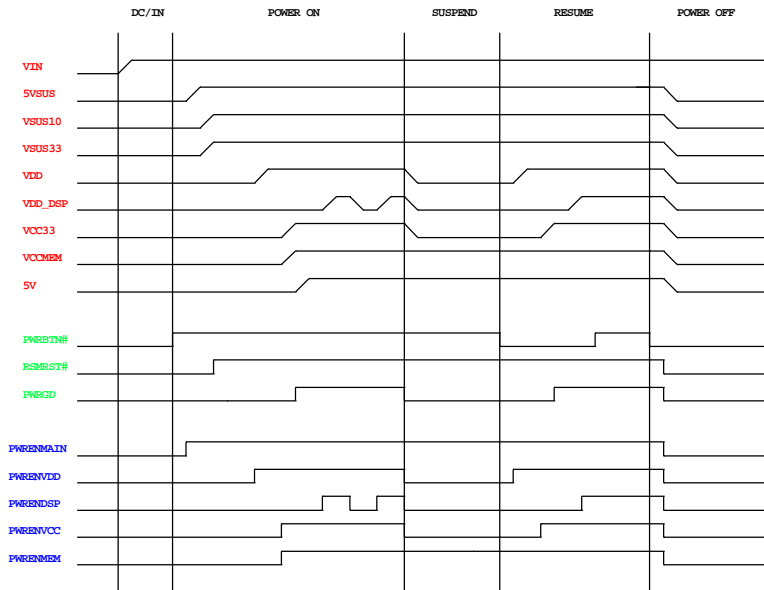 DC/IN POWER ON SUSPEND RESUME POWER OFF
VIN
5VSUS
VSUS10
VSUS33
VDD
VDD_DSP
VCC33
VCCMEM
5V
PWRBTN#
RSMRST#
PWRGD
PWRENMAIN
PWRENVDD
PWRENDSP
PWRENVCC
PWRENMEM